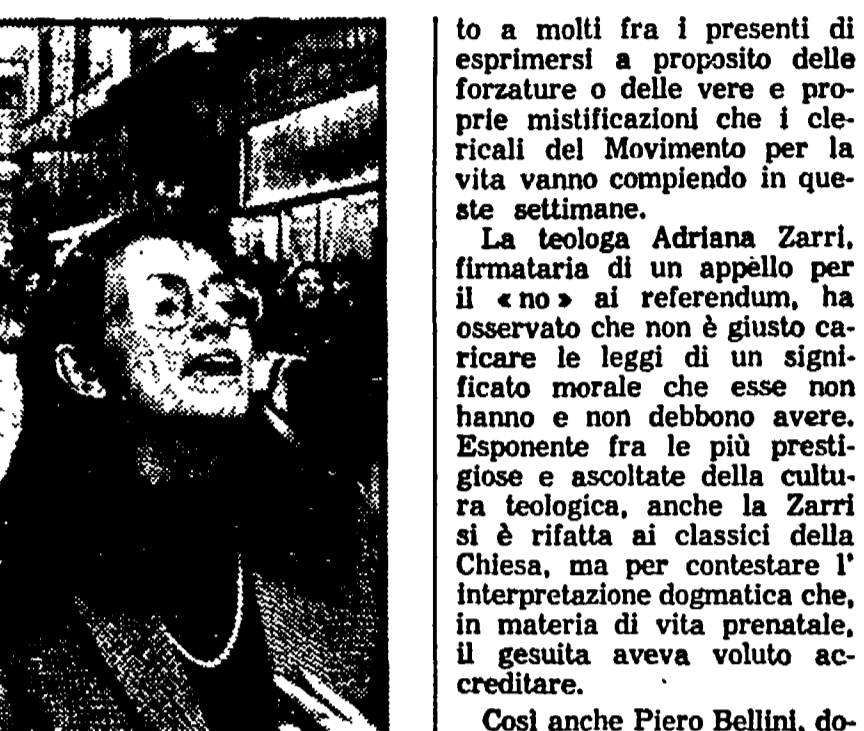 to a molti fra i presenti di
esprimersi a proposito delle
forzature o delle vere e pro-
prie mistificazioni che i cle-
ricali del Movimento per la
vita vanno compiendo in que-
ste settimane.
La teologa Adriana Zarri,
firmataria di un appello per
il «no» ai referendum, ha
osservato che non è giusto ca-
ricare le leggi di un signi-
ficato morale che esse non
hanno e non debbono avere.
Esponente fra le più presti-
giose e ascoltate della cultu-
ra teologica, anche la Zarri
si è rifatta ai classici della
Chiesa, ma per contestare l'
interpretazione dogmatica che,
in materia di vita prenatale,
il gesuita aveva voluto ac-
creditare.
Così anche Piero Bellini, do-